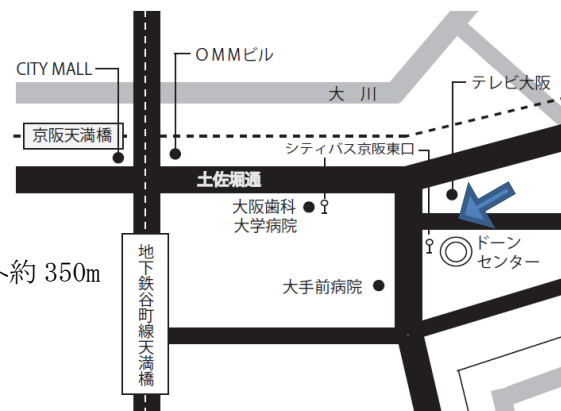 OMMビル
CITY MALL
テレビ大阪
大 川
京阪天満橋
シティバス京阪東口
土佐堀通
大阪歯科
大学病院
ドーン
センター
約 350m
大手前病院
地下鉄谷町線天満橋